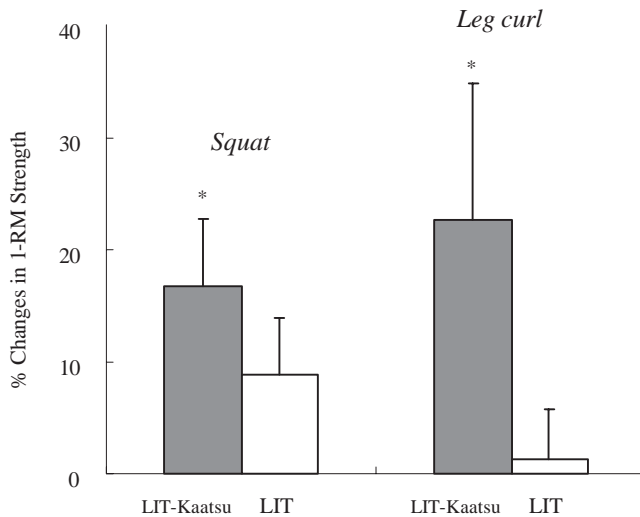 % Changes in 1-RM Strength
40
30
20
10
0
Squat
Leg curl
*
*
LIT-Kaatsu LIT LIT-Kaatsu LIT